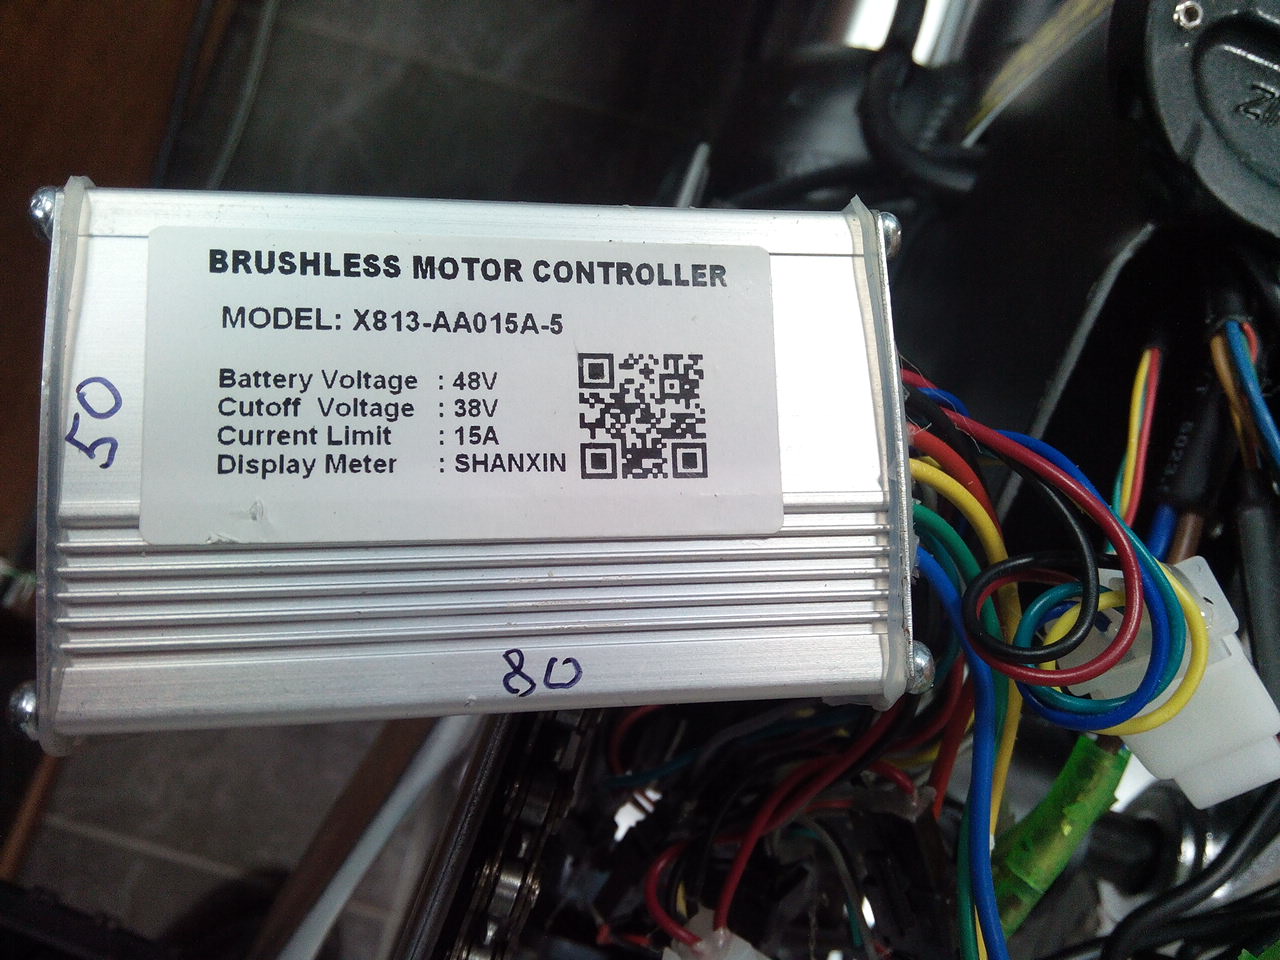 BRUSHLESS MOTOR CONTROLLER
MODEL: X813-AA015A-5
Battery Voltage : 48V
Cutoff Voltage : 38V
Current Limit : 15A
Display Meter : SHANXIN
50
80